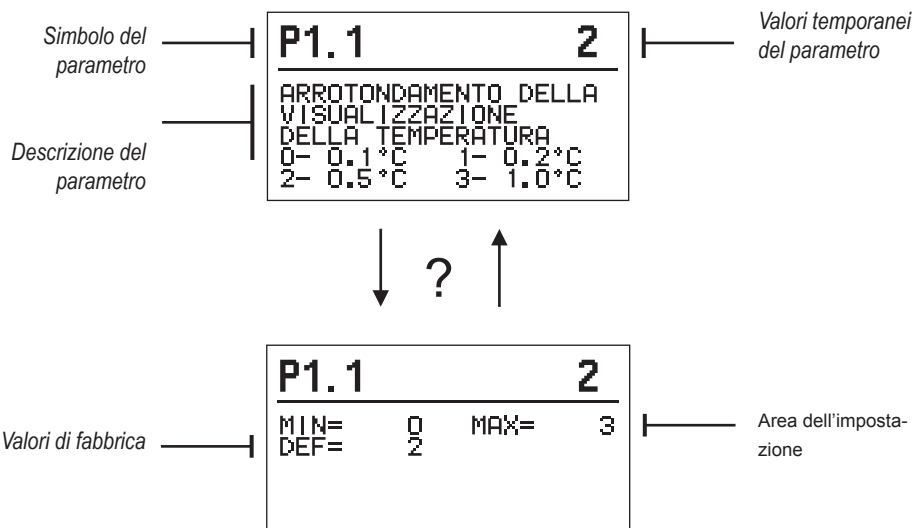 Simbolo del
parametro
P1.1 2
Valori temporanei
del parametro
Descrizione del
parametro
ARROTONDAMENTO DELLA
VISUALIZZAZIONE
DELLA TEMPERATURA
0- 0.1°C 1- 0.2°C
2- 0.5°C 3- 1.0°C
?
P1.1 2
Valori di fabbrica
MIN= 0 MAX= 3
DEF= 2
Area dell'imposta-
zione